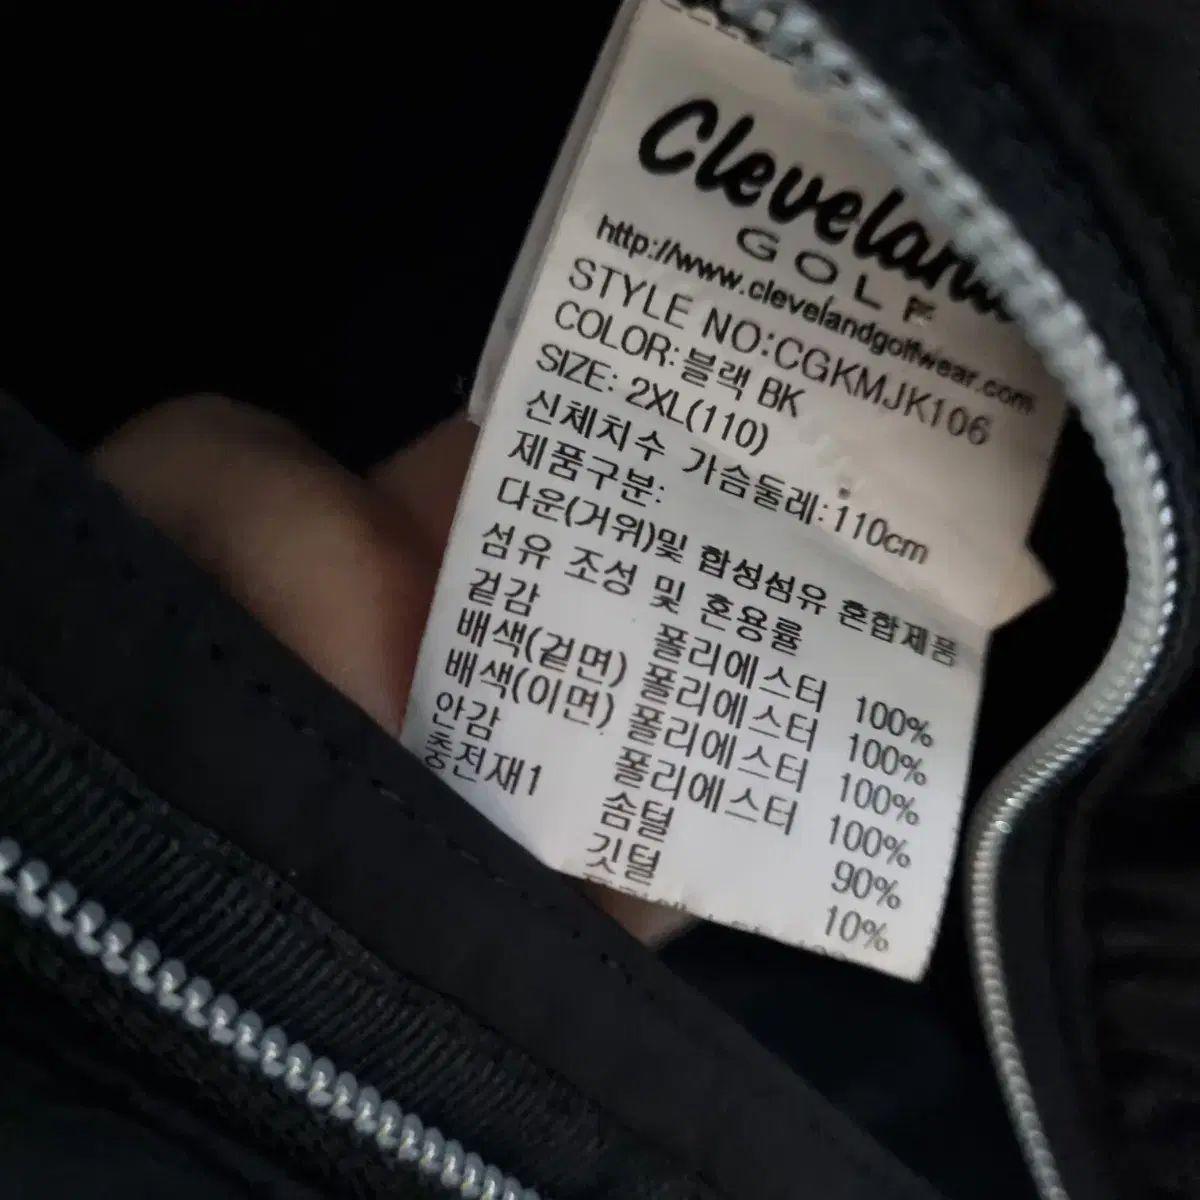 Cleveland
GOLF
http://www.clevelandgolfwear.com
STYLE NO:CGKMJK106
COLOR:블랙 BK
SIZE: 2XL(110)
신체치수 가슴둘레:110cm
제품구분:
다운(거위)및 합성섬유 혼합제품
섬유 조성 및 혼용률
겉감 폴리에스터 100%
배색(겉면) 폴리에스터 100%
배색(이면) 폴리에스터 100%
안감 폴리에스터 100%
충전재1 솜털 90%
깃털 10%